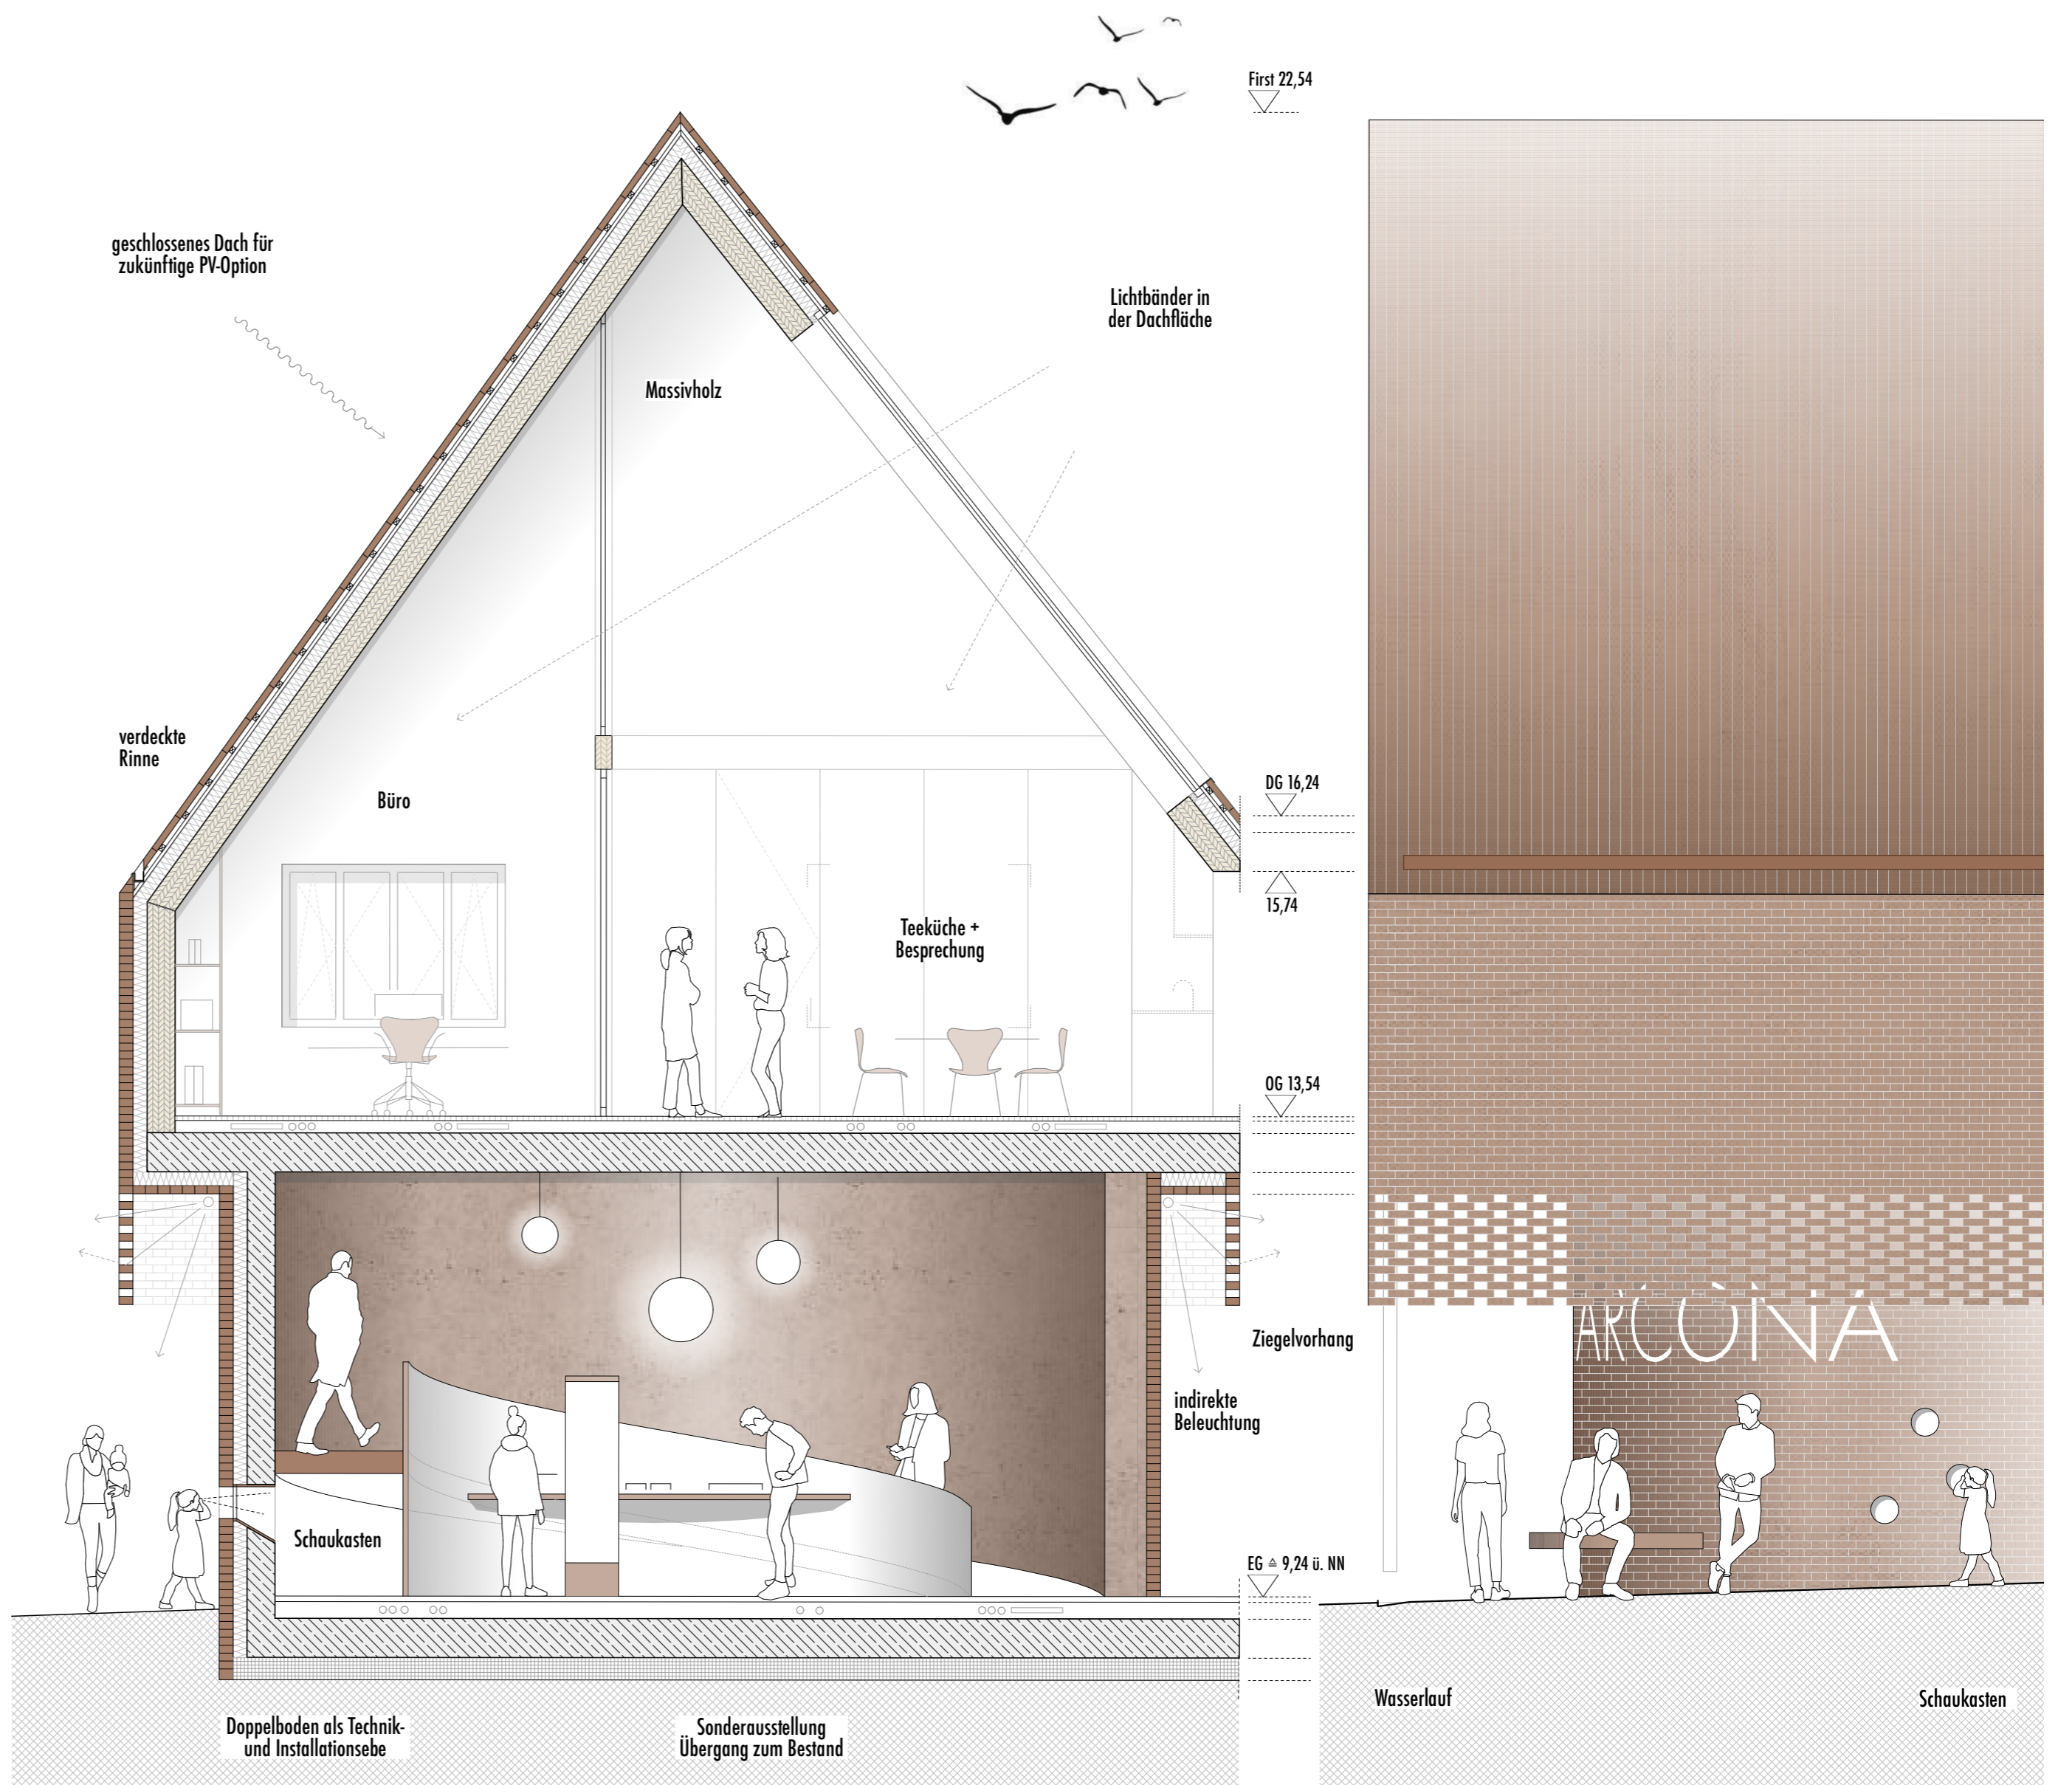 First 22,54
geschlossenes Dach für
zukünftige PV-Option
Lichtbänder in
der Dachfläche
Massivholz
verdeckte
Rinne
Büro
DG 16,24
15,74
Teeküche +
Besprechung
OG 13,54
ARCONA
Ziegelvorhang
indirekte
Beleuchtung
Schaukasten
EG ≙ 9,24 ü. NN
Wasserlauf
Schaukasten
Doppelboden als Technik-
und Installationsebe
Sonderausstellung
Übergang zum Bestand